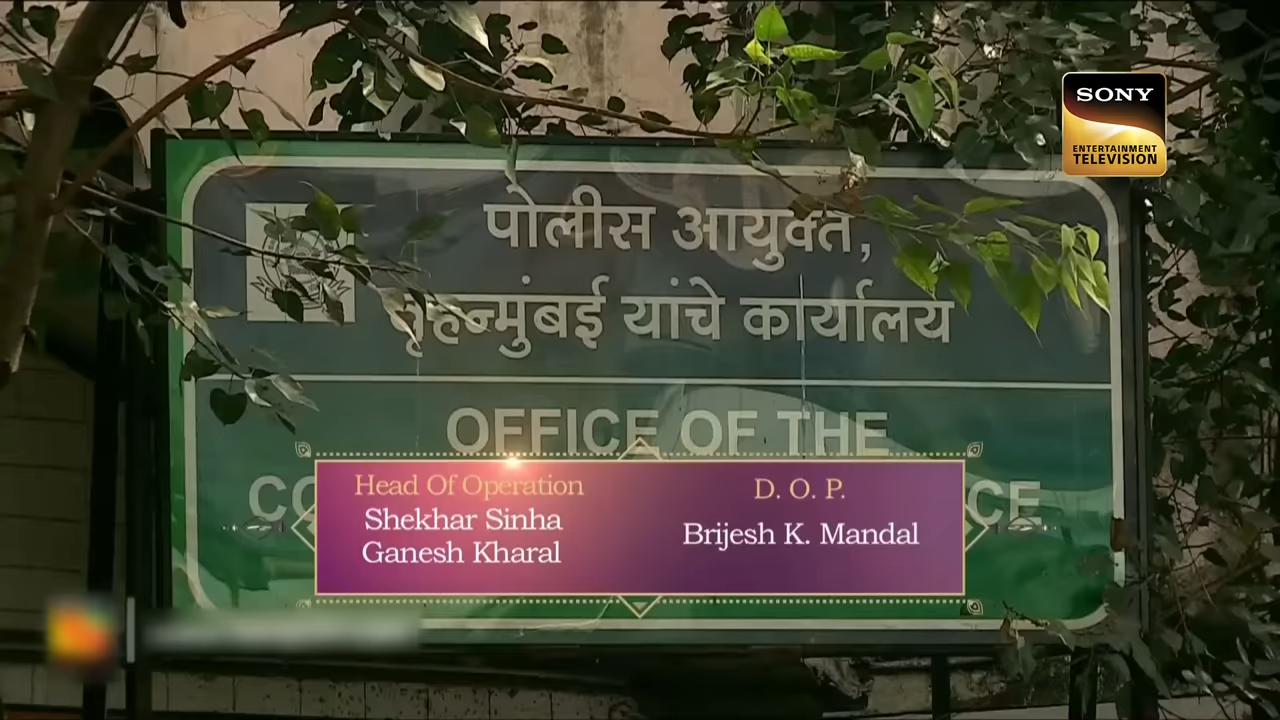 SONY
ENTERTAINMENT
TELEVISION
पोलीस आयुक्त,
बृहन्मुंबई यांचे कार्यालय
OFFICE OF THE
Head Of Operation
Shekhar Sinha
Ganesh Kharal
D. O. P.
Brijesh K. Mandal